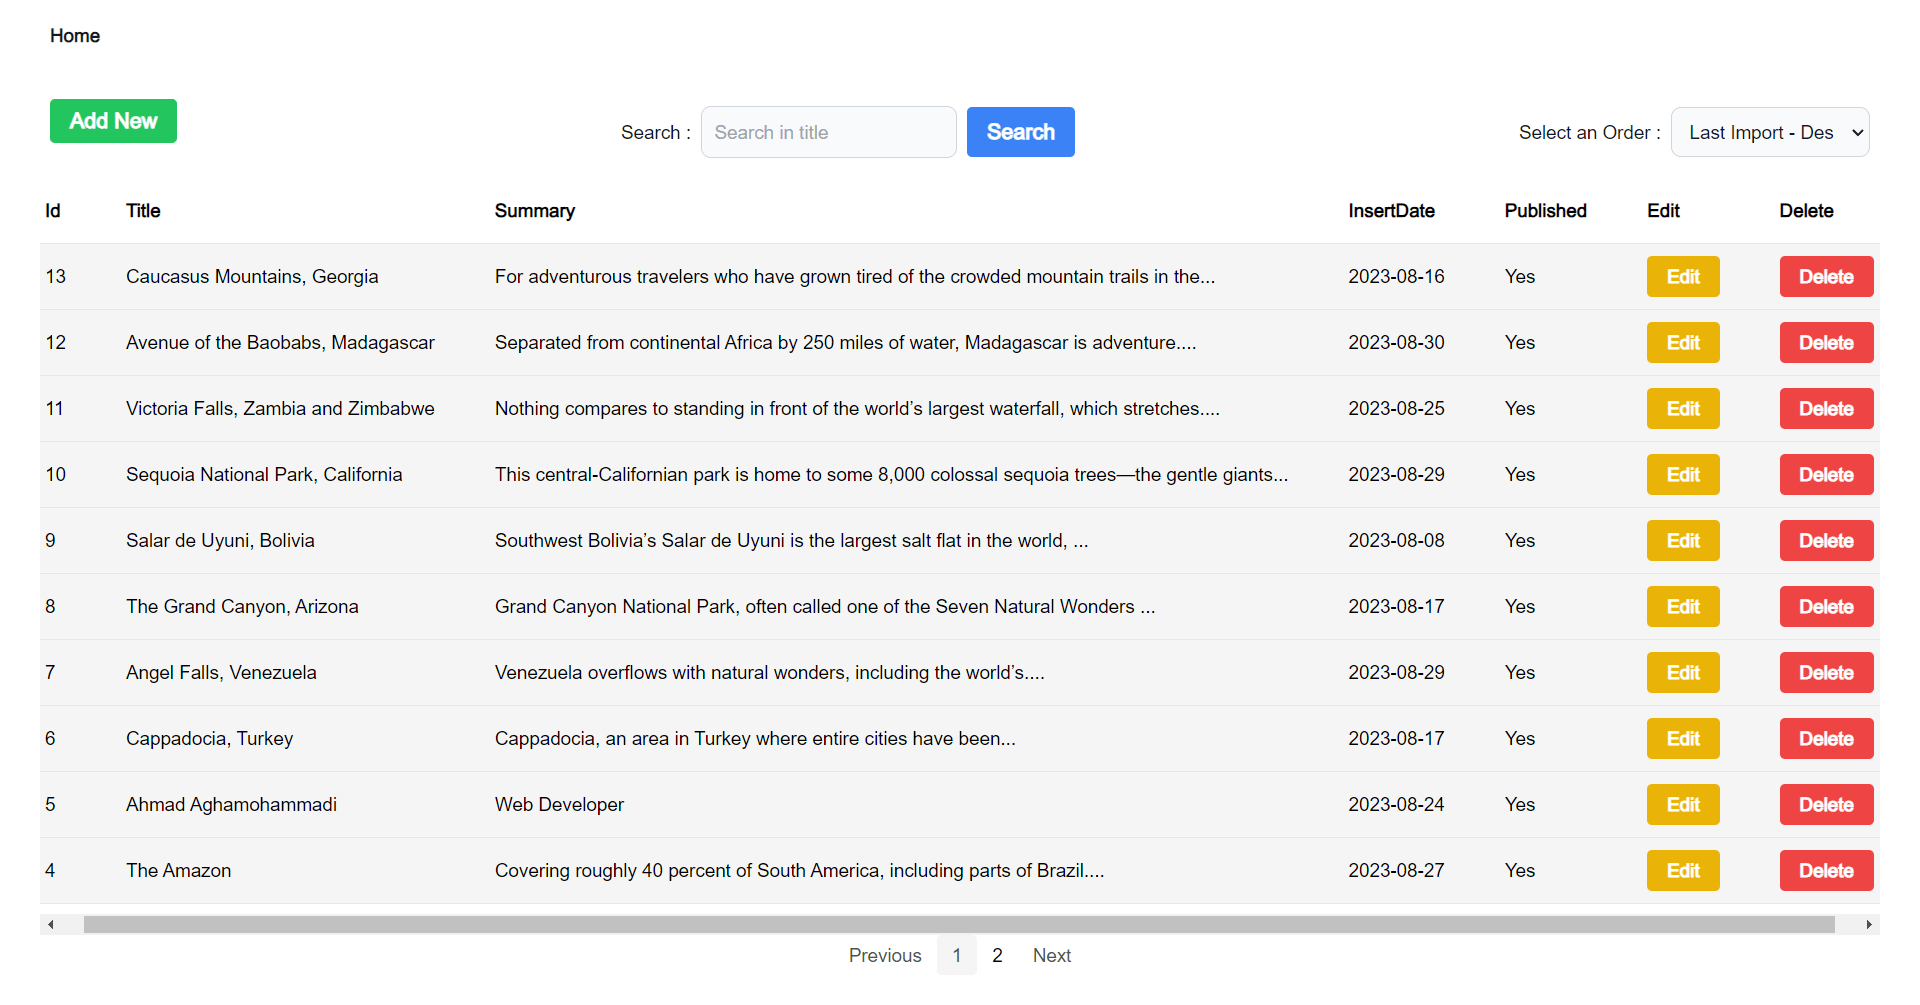 Home
Add New Search : Search in title Search Select an Order : Last Import - Des
Id Title Summary InsertDate Published Edit Delete
13 Caucasus Mountains, Georgia For adventurous travelers who have grown tired of the crowded mountain trails in the... 2023-08-16 Yes Edit Delete
12 Avenue of the Baobabs, Madagascar Separated from continental Africa by 250 miles of water, Madagascar is adventure.... 2023-08-30 Yes Edit Delete
11 Victoria Falls, Zambia and Zimbabwe Nothing compares to standing in front of the world’s largest waterfall, which stretches.... 2023-08-25 Yes Edit Delete
10 Sequoia National Park, California This central-Californian park is home to some 8,000 colossal sequoia trees—the gentle giants... 2023-08-29 Yes Edit Delete
9 Salar de Uyuni, Bolivia Southwest Bolivia’s Salar de Uyuni is the largest salt flat in the world, ... 2023-08-08 Yes Edit Delete
8 The Grand Canyon, Arizona Grand Canyon National Park, often called one of the Seven Natural Wonders ... 2023-08-17 Yes Edit Delete
7 Angel Falls, Venezuela Venezuela overflows with natural wonders, including the world’s.... 2023-08-29 Yes Edit Delete
6 Cappadocia, Turkey Cappadocia, an area in Turkey where entire cities have been... 2023-08-17 Yes Edit Delete
5 Ahmad Aghamohammadi Web Developer 2023-08-24 Yes Edit Delete
4 The Amazon Covering roughly 40 percent of South America, including parts of Brazil.... 2023-08-27 Yes Edit Delete
Previous 1 2 Next